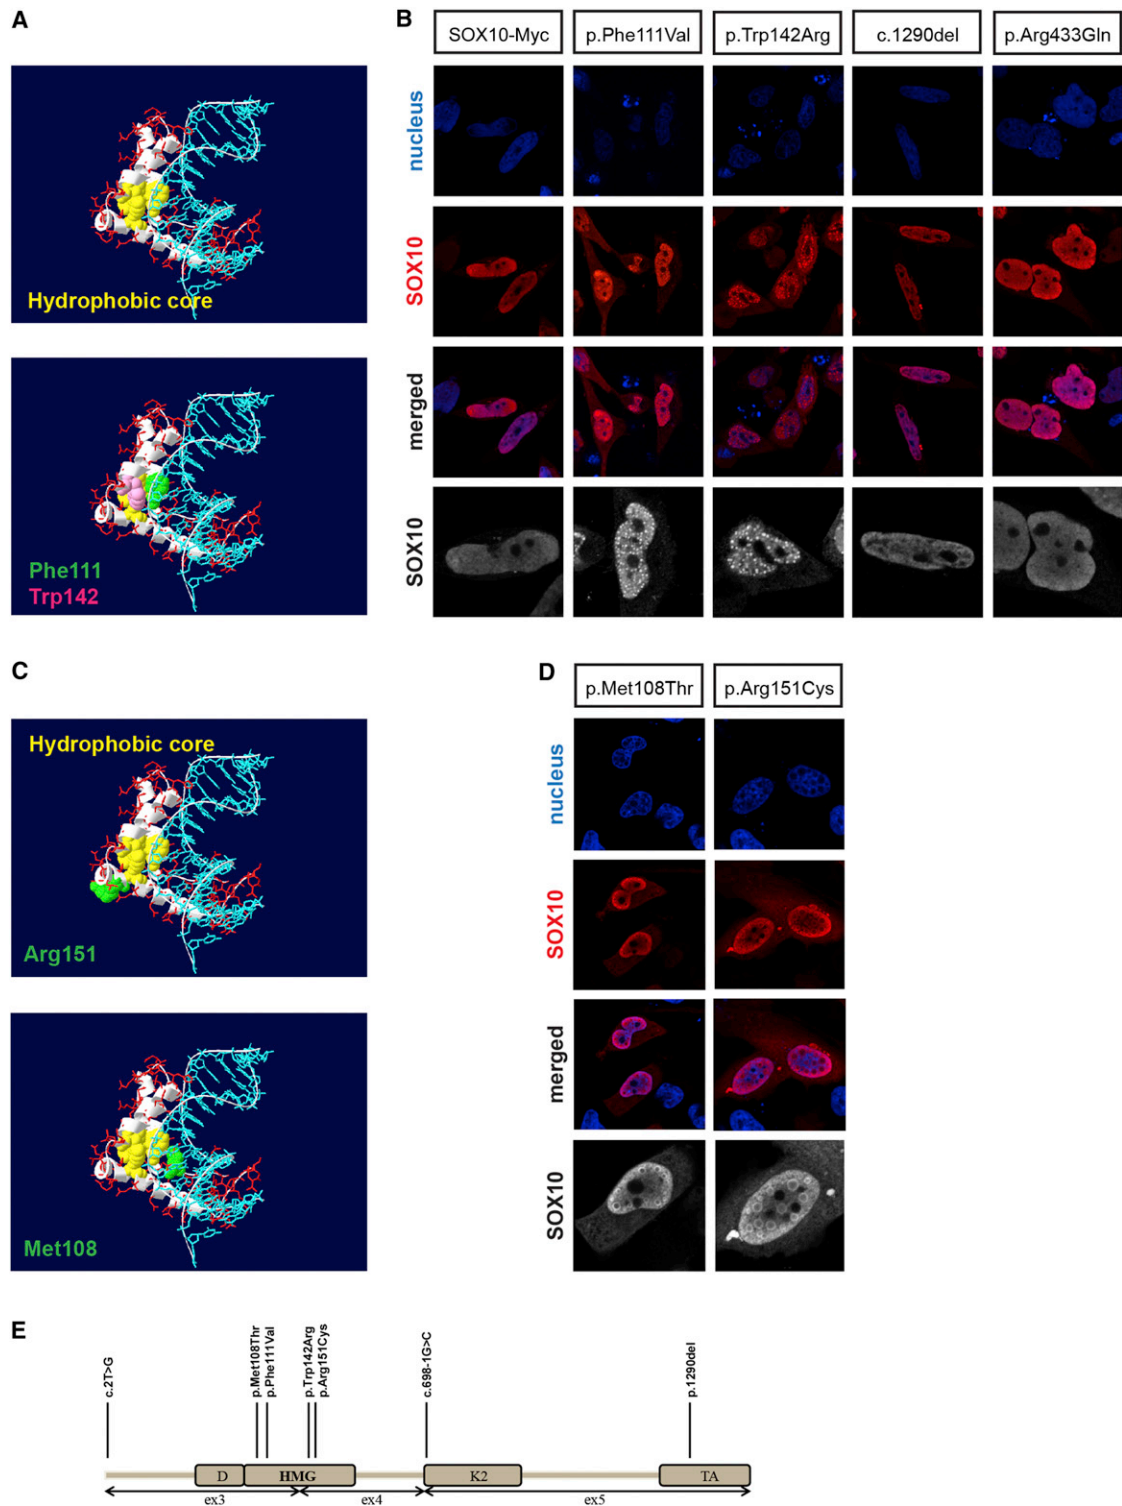 A
Hydrophobic core
Phe111
Trp142
B
SOX10-Myc p.Phe111Val p.Trp142Arg c.1290del p.Arg433Gln
nucleus
SOX10
merged
SOX10
C
Hydrophobic core
Arg151
Met108
D
p.Met108Thr p.Arg151Cys
nucleus
SOX10
merged
SOX10
E
c.2T>G
p.Met108Thr
p.Phe111Val
p.Trp142Arg
p.Arg151Cys
c.698-1G>C
p.1290del
D HMG K2 TA
ex3 ex4 ex5